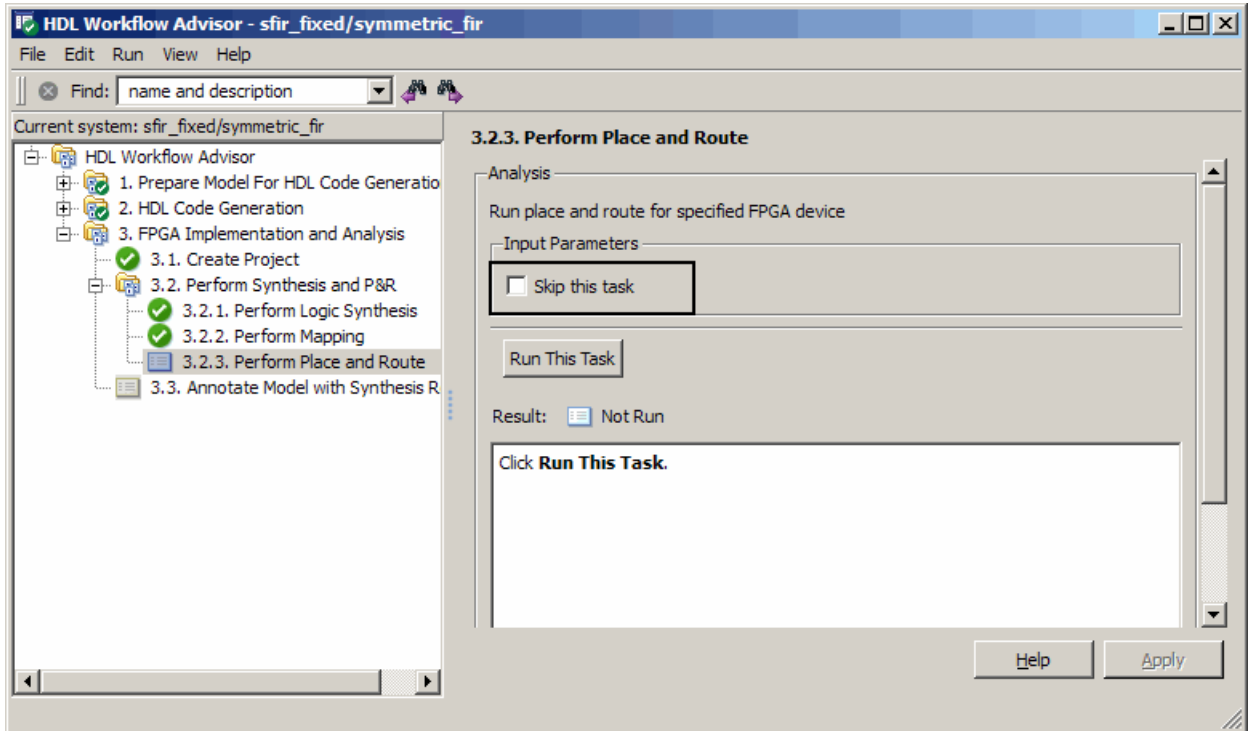 HDL Workflow Advisor - sfir_fixed/symmetric_fir
File Edit Run View Help
Find: name and description
Current system: sfir_fixed/symmetric_fir
HDL Workflow Advisor
1. Prepare Model For HDL Code Generatio
2. HDL Code Generation
3. FPGA Implementation and Analysis
3.1. Create Project
3.2. Perform Synthesis and P&R
3.2.1. Perform Logic Synthesis
3.2.2. Perform Mapping
3.2.3. Perform Place and Route
3.3. Annotate Model with Synthesis R
3.2.3. Perform Place and Route
Analysis
Run place and route for specified FPGA device
Input Parameters
Skip this task
Run This Task
Result: Not Run
Click Run This Task.
Help Apply